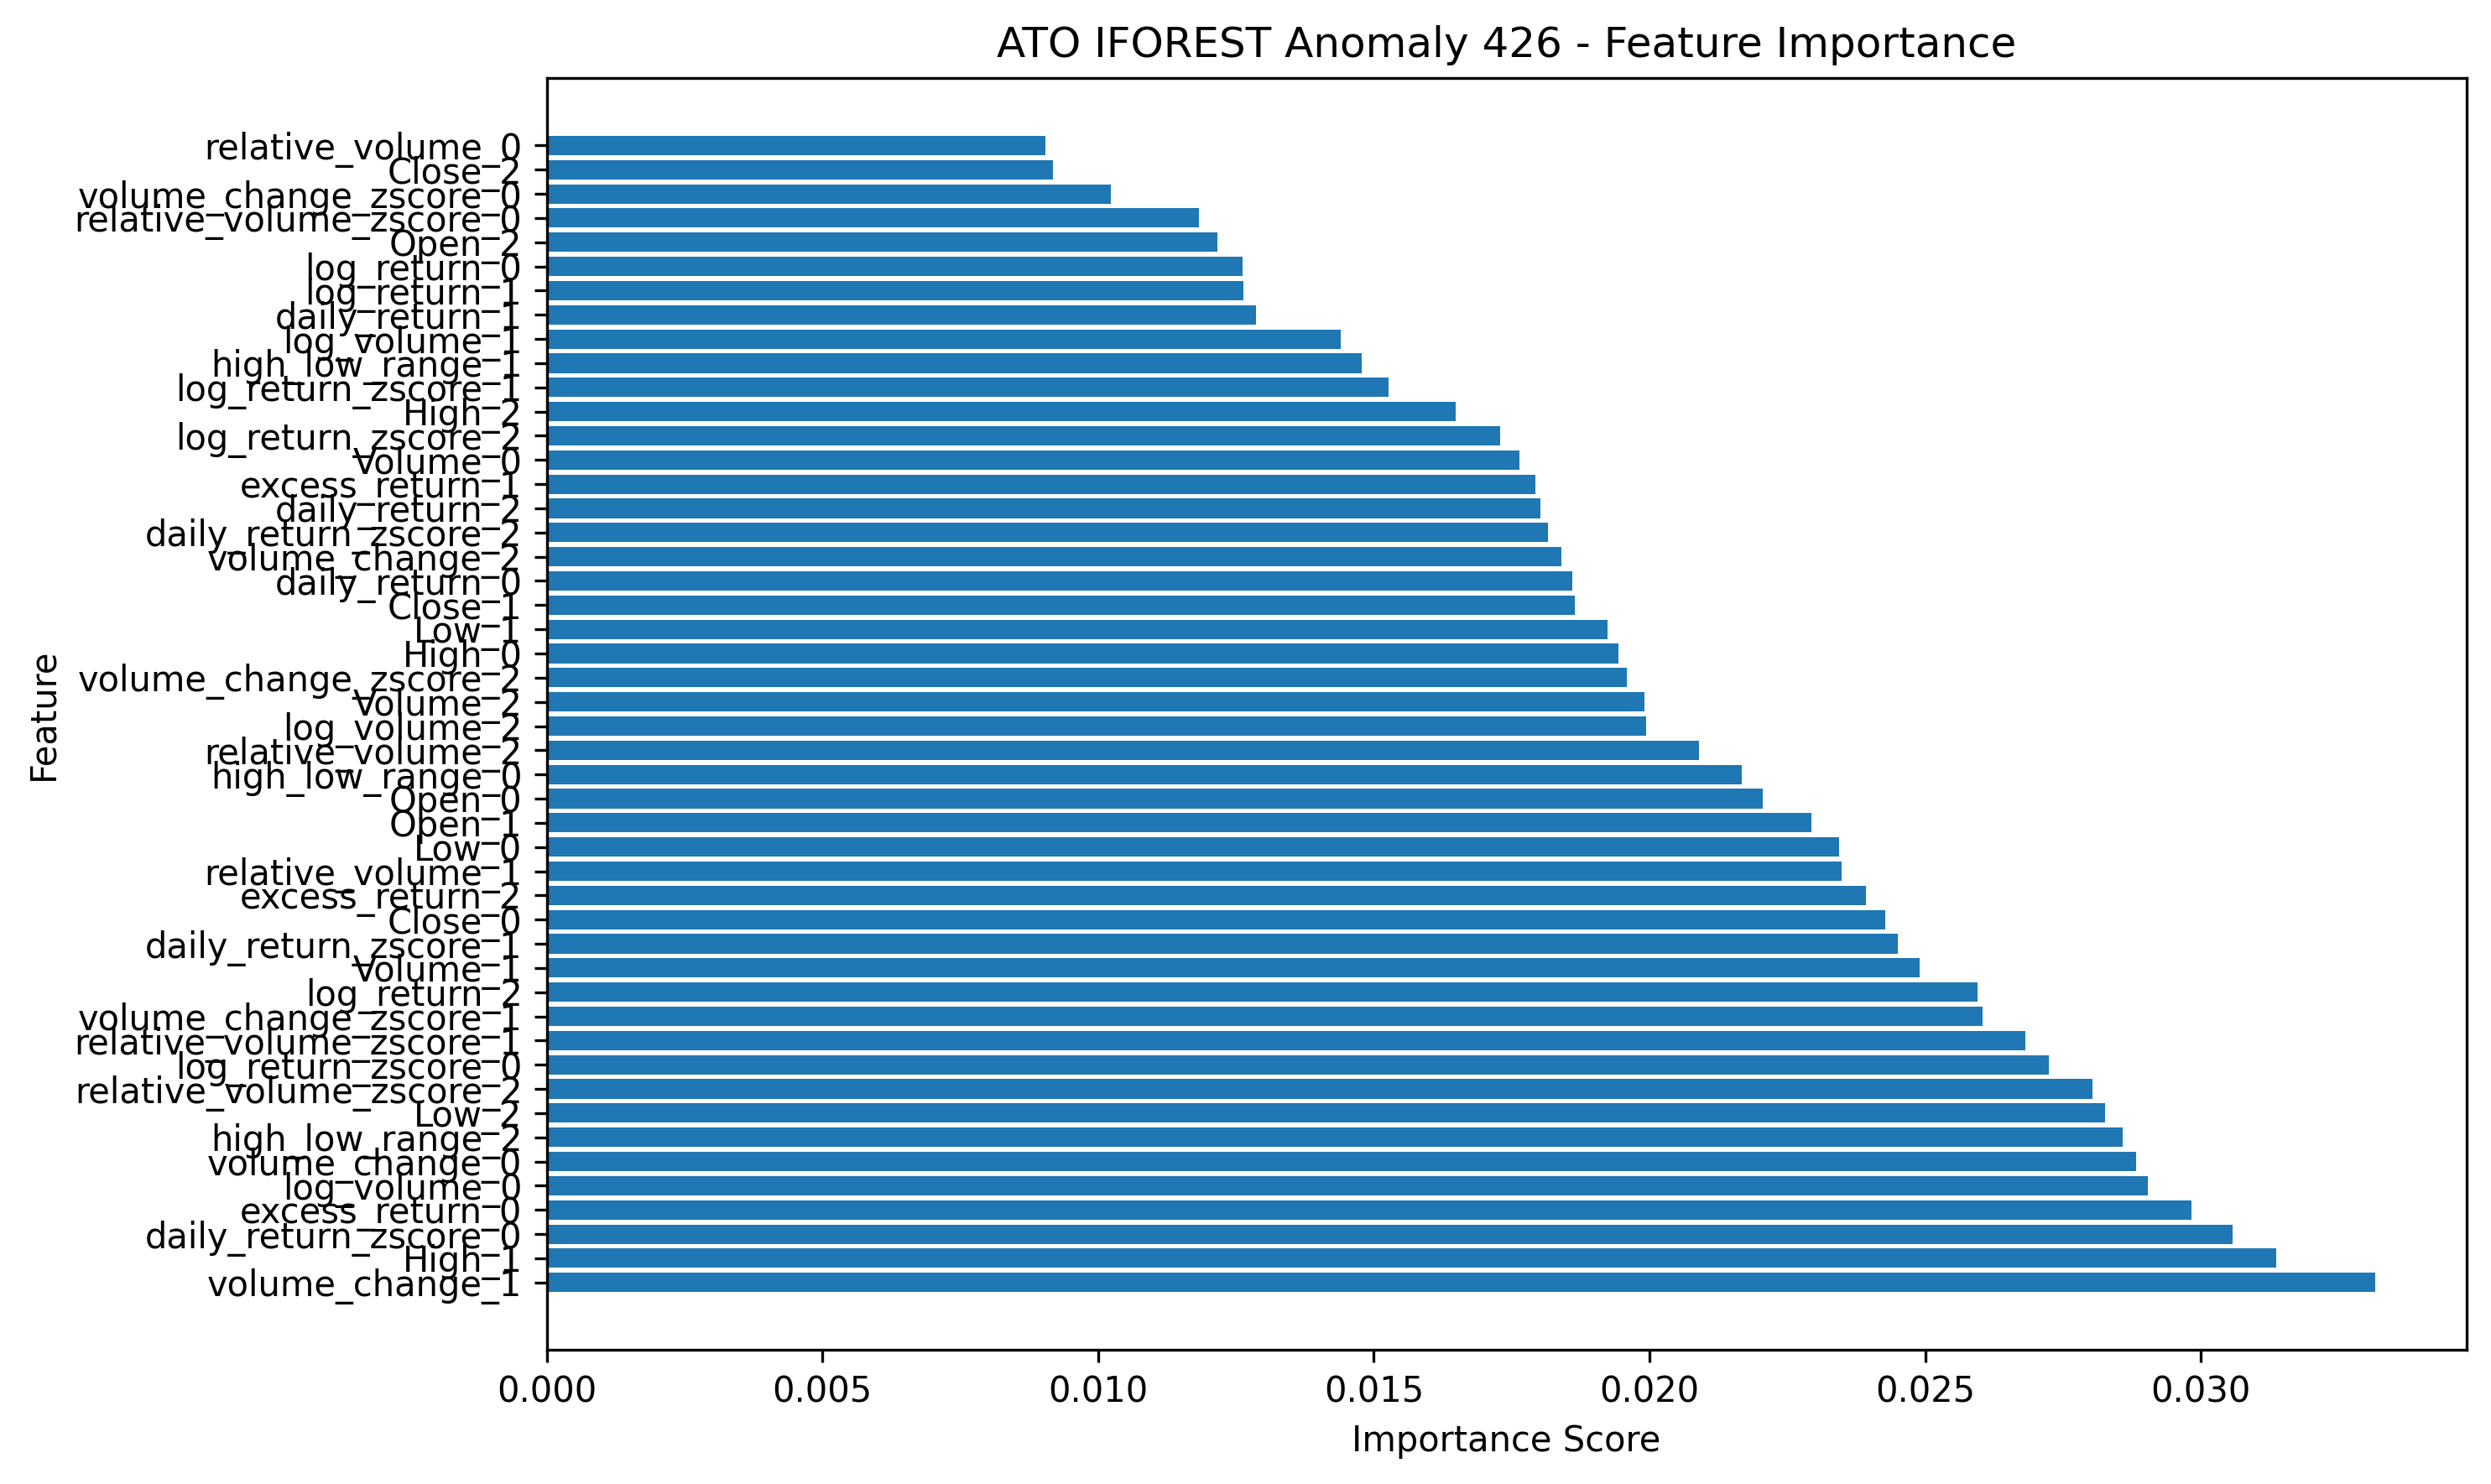 ATO IFOREST Anomaly 426 - Feature Importance
relative_volume_0
Close_2
volume_change_zscore_0
relative_volume_zscore_0
Open_2
log_return_0
log_return_1
daily_return_1
log_volume_1
high_low_range_1
log_return_zscore_1
High_2
log_return_zscore_2
Volume_0
excess_return_1
daily_return_2
daily_return_zscore_2
volume_change_2
daily_return_0
Close_1
Low_1
High_0
volume_change_zscore_2
Volume_2
log_volume_2
relative_volume_2
high_low_range_0
Open_0
Open_1
Low_0
relative_volume_1
excess_return_2
Close_0
daily_return_zscore_1
Volume_1
log_return_2
volume_change_zscore_1
relative_volume_zscore_1
log_return_zscore_0
relative_volume_zscore_2
Low_2
high_low_range_2
volume_change_0
log_volume_0
excess_return_0
daily_return_zscore_0
High_1
volume_change_1
Feature
0.000 0.005 0.010 0.015 0.020 0.025 0.030
Importance Score